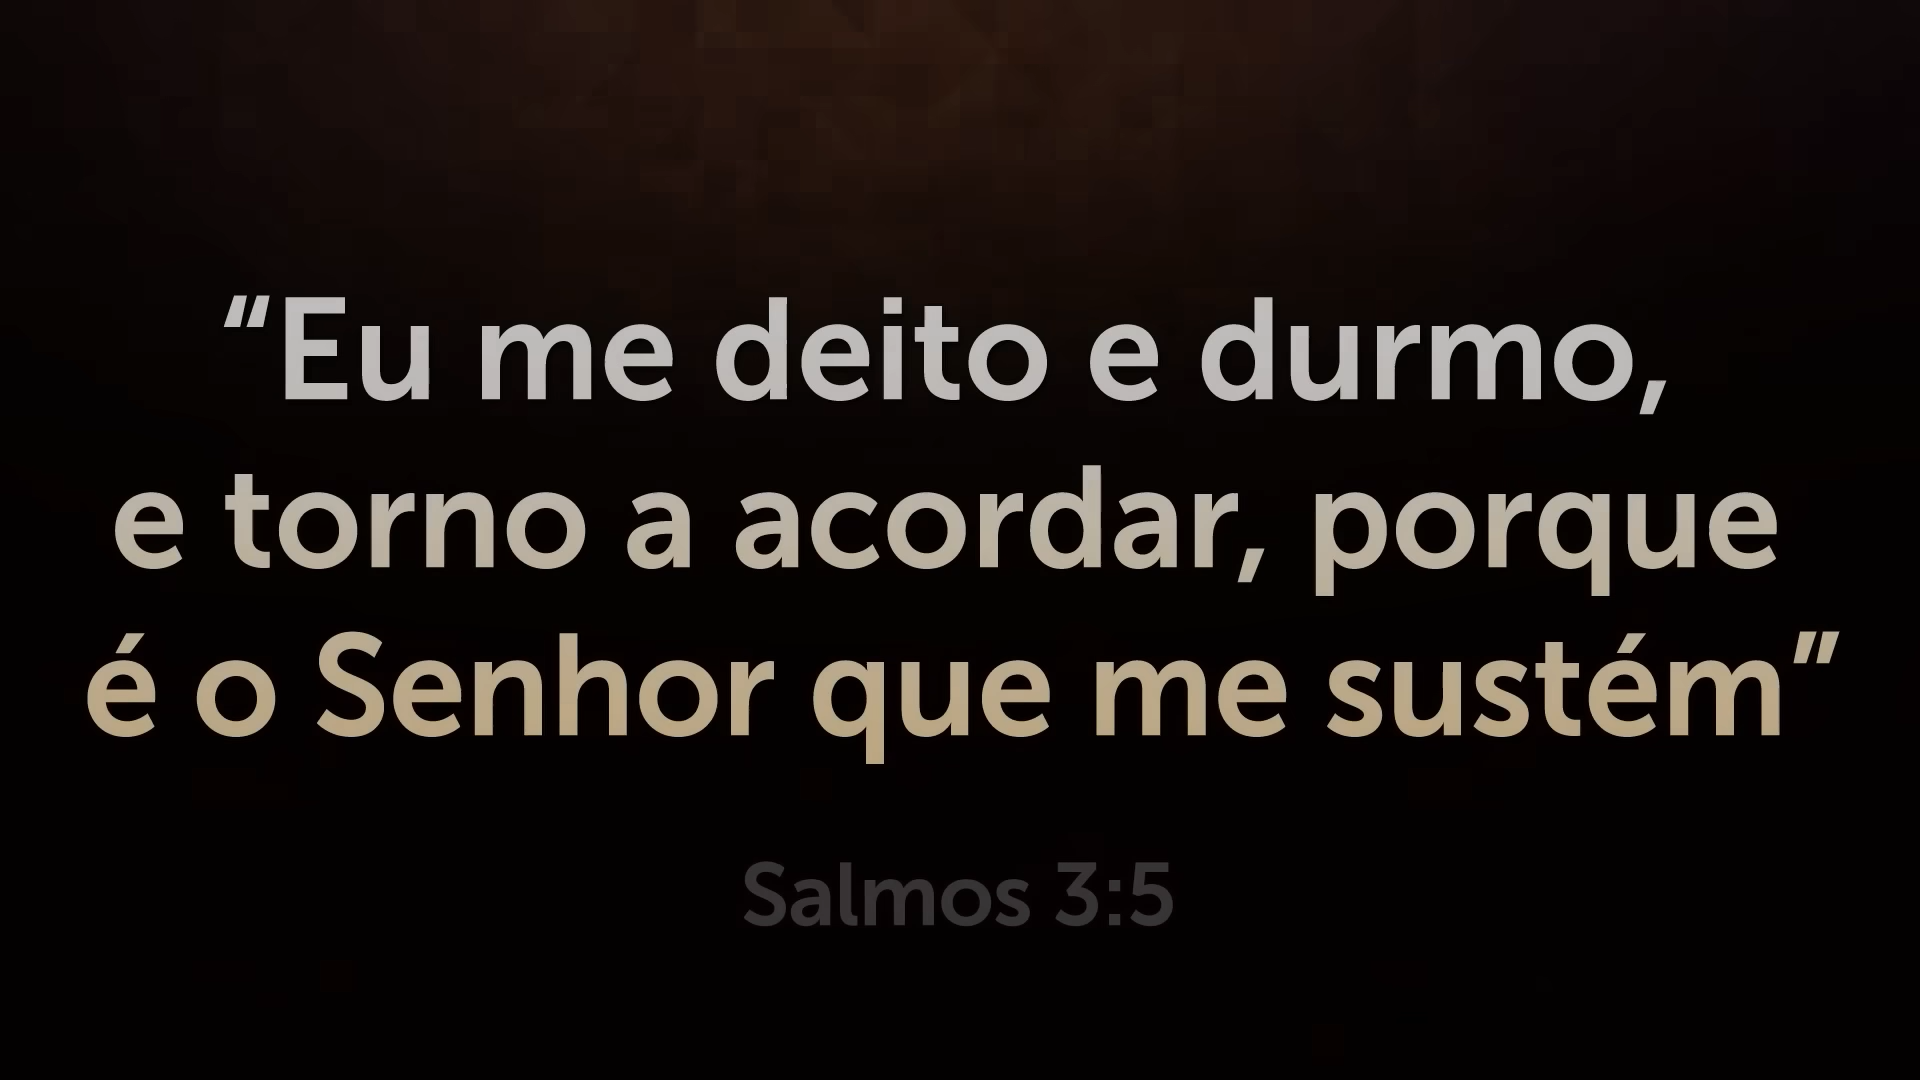 “Eu me deito e durmo,
e torno a acordar, porque
é o Senhor que me sustém”
Salmos 3:5